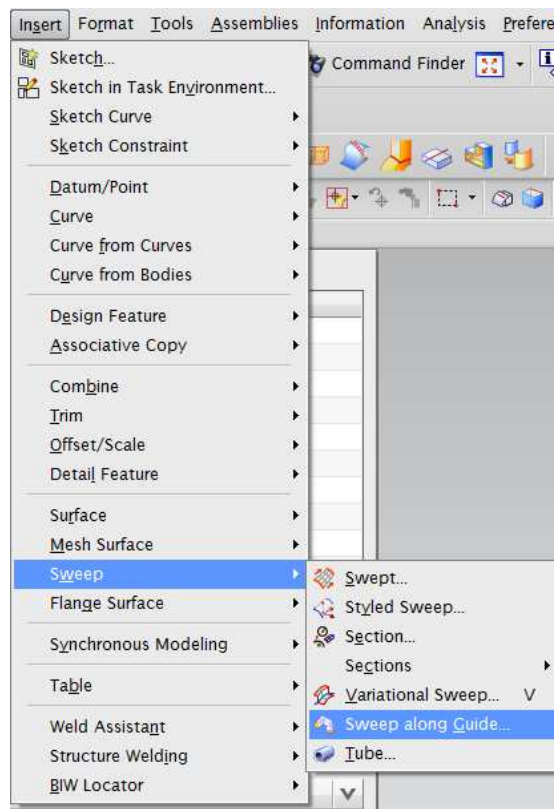 Insert Format Tools Assemblies Information Analysis Prefere
Sketch...
Command Finder
Sketch in Task Environment...
Sketch Curve
Sketch Constraint
Datum/Point
Curve
Curve from Curves
Curve from Bodies
Design Feature
Associative Copy
Combine
Trim
Offset/Scale
Detail Feature
Surface
Mesh Surface
Sweep
Flange Surface
Synchronous Modeling
Table
Weld Assistant
Structure Welding
BIW Locator
Swept...
Styled Sweep...
Section...
Sections
Variational Sweep... V
Sweep along Guide...
Tube...